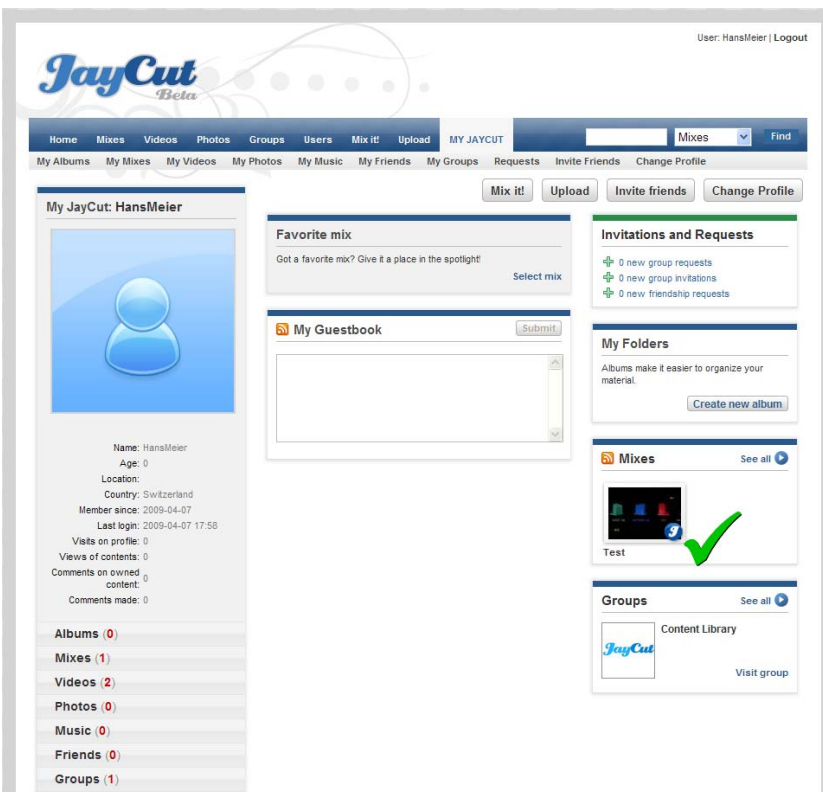 User: HansMeier | Logout
JayCut
Beta
Home Mixes Videos Photos Groups Users Mix it! Upload MY JAYCUT Mixes Find
My Albums My Mixes My Videos My Photos My Music My Friends My Groups Requests Invite Friends Change Profile
Mix it! Upload Invite friends Change Profile
My JayCut: HansMeier
Name: HansMeier
Age: 0
Location:
Country: Switzerland
Member since: 2009-04-07
Last login: 2009-04-07 17:58
Visits on profile: 0
Views of contents: 0
Comments on owned
content: 0
Comments made: 0
Albums (0)
Mixes (1)
Videos (2)
Photos (0)
Music (0)
Friends (0)
Groups (1)
Favorite mix
Got a favorite mix? Give it a place in the spotlight!
Select mix
My Guestbook Submit
Invitations and Requests
0 new group requests
0 new group invitations
0 new friendship requests
My Folders
Albums make it easier to organize your
material.
Create new album
Mixes See all
Test
Groups See all
Content Library
JayCut
Visit group